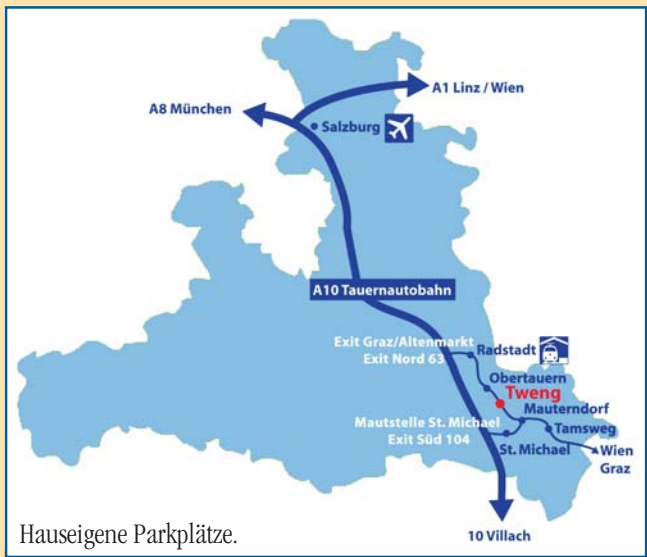 A1 Linz / Wien
A8 München
Salzburg
A10 Tauernautobahn
Exit Graz/Altenmarkt
Exit Nord 63
Radstadt
Obertauern
Tweng
Mauterndorf
Mautstelle St. Michael
Exit Süd 104
Tamsweg
St. Michael
Wien
Graz
Hauseigene Parkplätze.
10 Villach